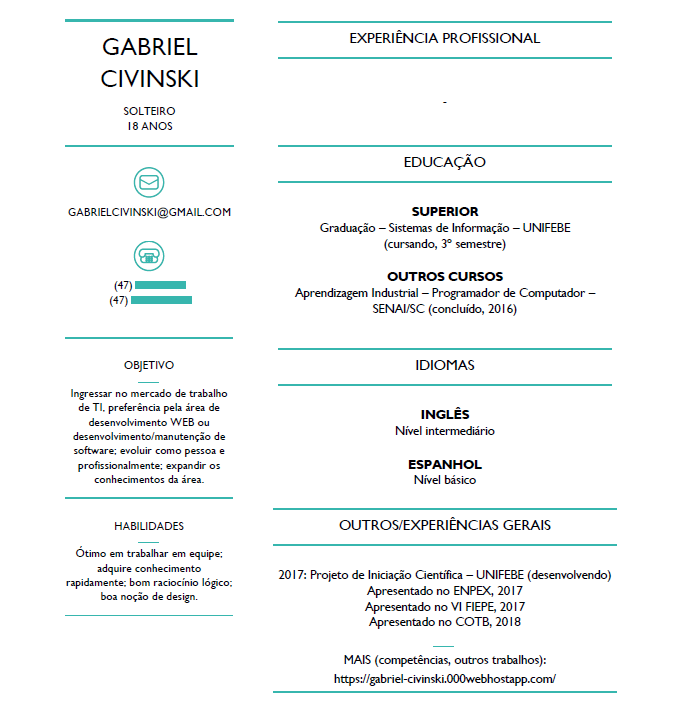 GABRIEL
CIVINSKI
SOLTEIRO
18 ANOS
GABRIELCIVINSKI@GMAIL.COM
(47)
(47)
OBJETIVO
Ingressar no mercado de trabalho
de TI, preferência pela área de
desenvolvimento WEB ou
desenvolvimento/manutenção de
software; evoluir como pessoa e
profissionalmente; expandir os
conhecimentos da área.
HABILIDADES
Ótimo em trabalhar em equipe;
adquire conhecimento
rapidamente; bom raciocínio lógico;
boa noção de design.
EXPERIÊNCIA PROFISSIONAL
-
EDUCAÇÃO
SUPERIOR
Graduação – Sistemas de Informação – UNIFEBE
(cursando, 3º semestre)
OUTROS CURSOS
Aprendizagem Industrial – Programador de Computador –
SENAI/SC (concluído, 2016)
IDIOMAS
INGLÊS
Nível intermediário
ESPANHOL
Nível básico
OUTROS/EXPERIÊNCIAS GERAIS
2017: Projeto de Iniciação Científica – UNIFEBE (desenvolvendo)
Apresentado no ENPEX, 2017
Apresentado no VI FIEPE, 2017
Apresentado no COTB, 2018
MAIS (competências, outros trabalhos):
https://gabriel-civinski.000webhostapp.com/